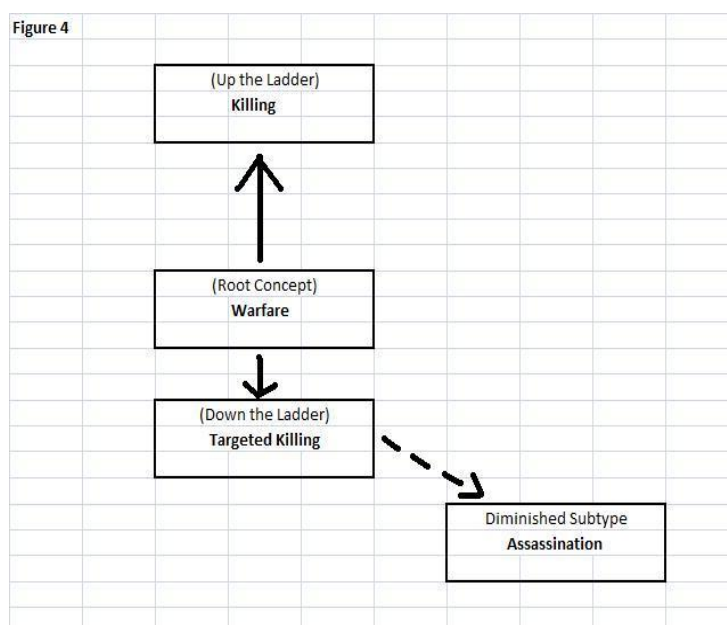 Figure 4
(Up the Ladder)
Killing
(Root Concept)
Warfare
(Down the Ladder)
Targeted Killing
Diminished Subtype
Assassination